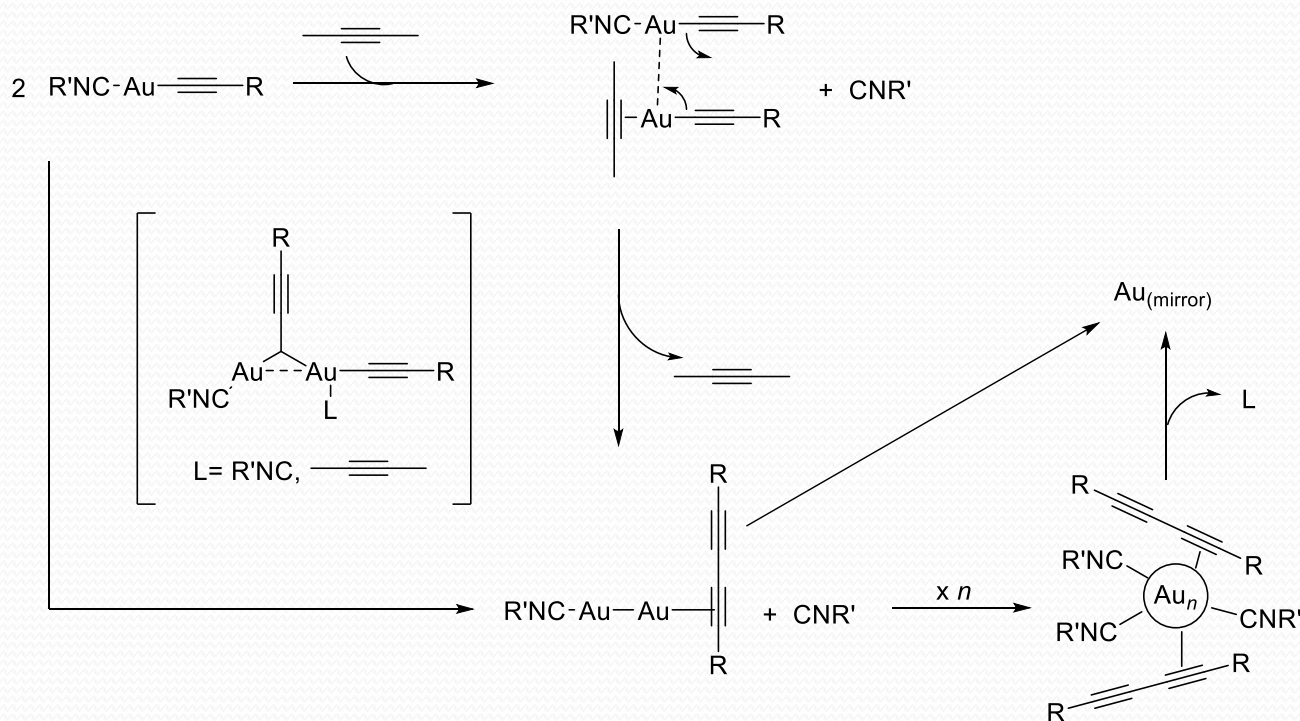 R'NC Au R
2 R'NC Au R
Au R
+ CNR'
R
Au Au R
R'NC
L
L= R'NC,
Au(mirror)
L
R
R'NC Au Au
R
+ CNR'
x n
R
R
R'NC
Aun
R'NC
CNR'
R
R